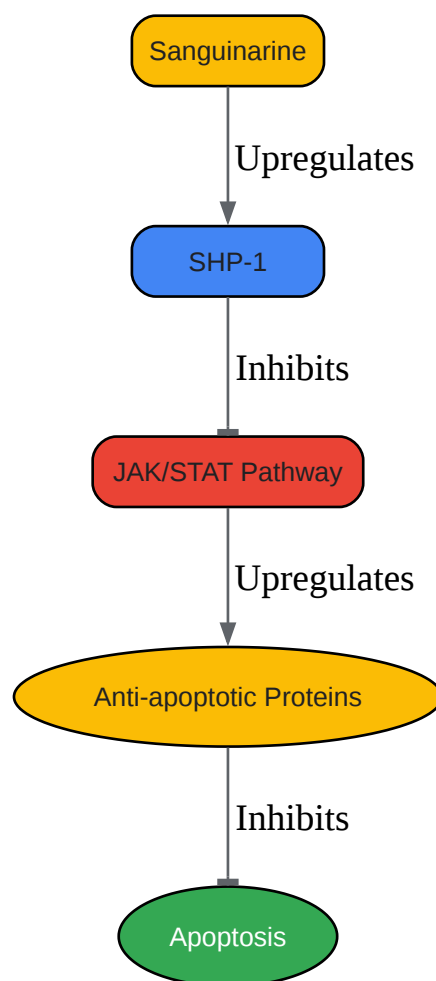 Sanguinarine
Upregulates
SHP-1
Inhibits
JAK/STAT Pathway
Upregulates
Anti-apoptotic Proteins
Inhibits
Apoptosis